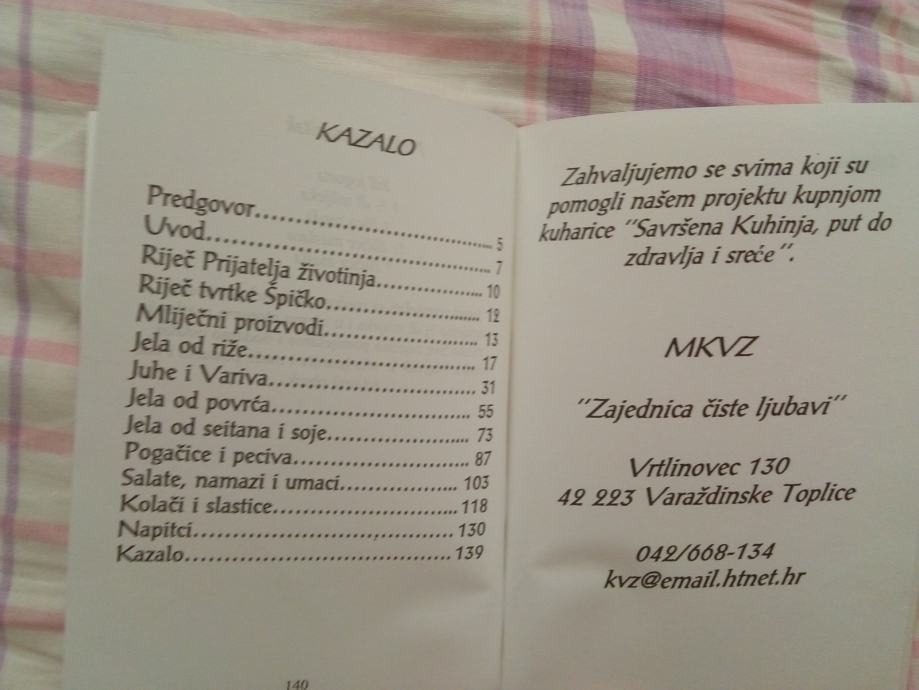 KAZALO
Predgovor.......................................... 5
Uvod.................................................. 7
Riječ Prijatelja životinja................... 10
Riječ tvrtke Špičko............................ 12
Mliječni proizvodi............................ 13
Jela od riže........................................ 17
Juhe i Variva..................................... 31
Jela od povrća................................... 55
Jela od seitana i soje........................ 73
Pogačice i peciva............................... 87
Salate, namazi i umaci.................... 103
Kolači i slastice................................ 118
Napitci.............................................. 130
Kazalo............................................... 139
140
Zahvaljujemo se svima koji su
pomogli našem projektu kupnjom
kuharice "Savršena Kuhinja, put do
zdravlja i sreće".
MKVZ
"Zajednica čiste ljubavi"
Vrtlinovec 130
42 223 Varaždinske Toplice
042/668-134
kvz@email.htnet.hr